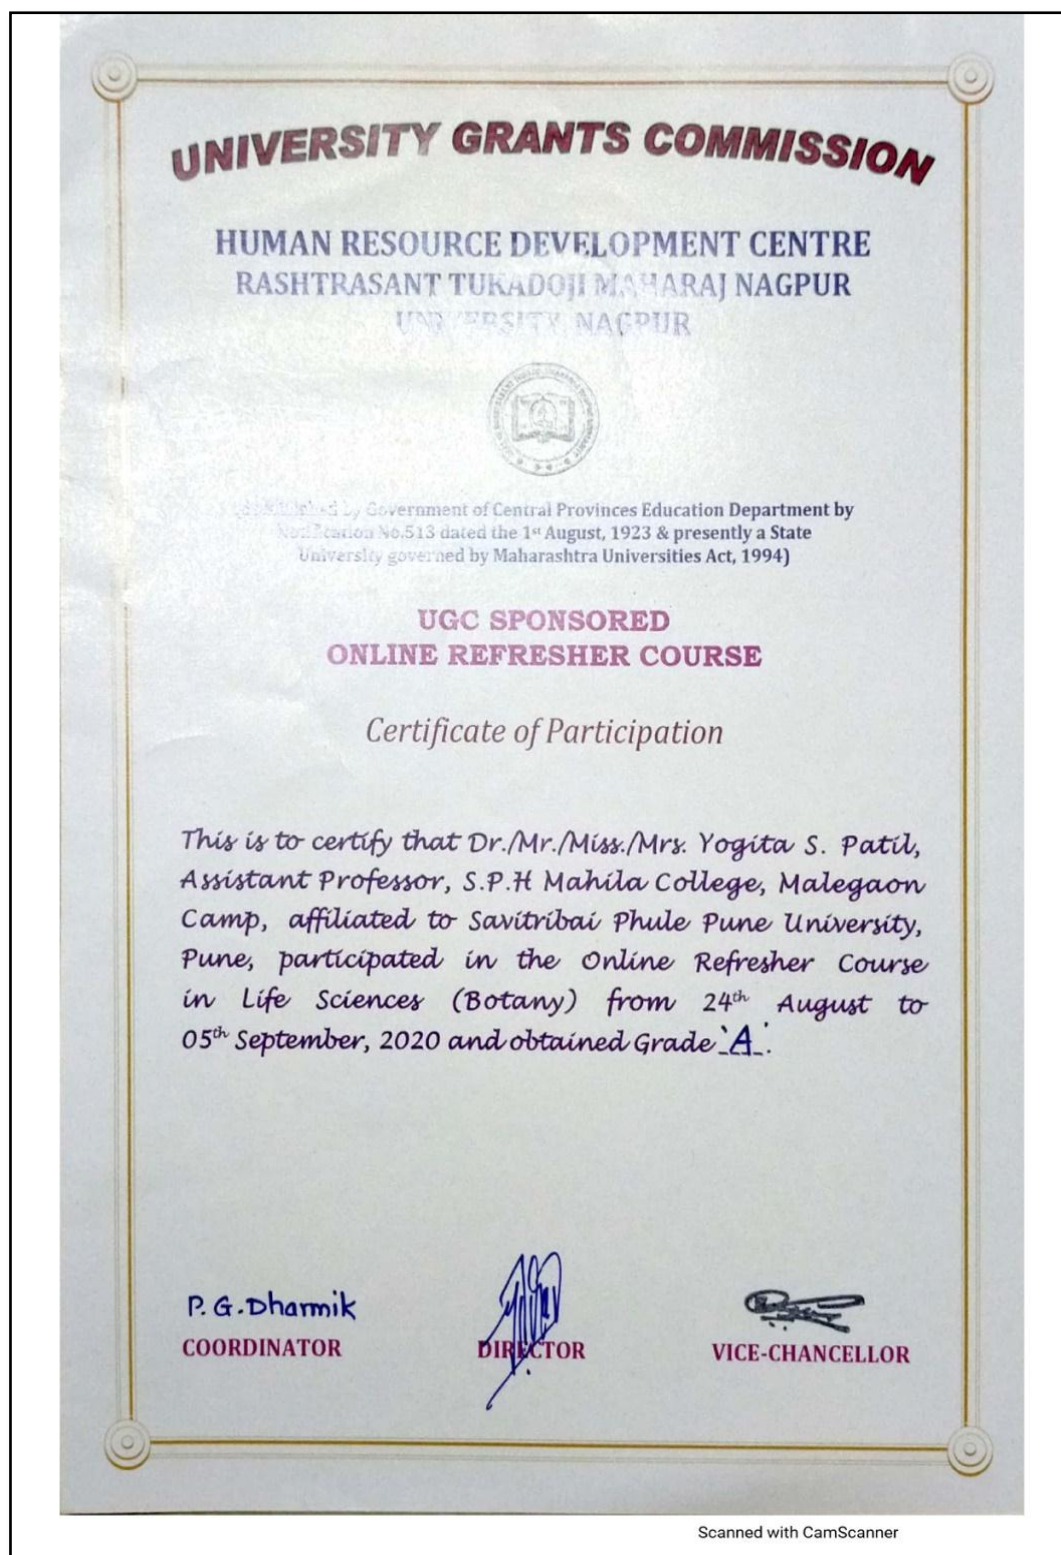 UNIVERSITY GRANTS COMMISSION
HUMAN RESOURCE DEVELOPMENT CENTRE
RASHTRASANT TUKADOJI MAHARAJ NAGPUR
UNIVERSITY, NAGPUR
by Government of Central Provinces Education Department by
Notification No.513 dated the 1st August, 1923 & presently a State
University governed by Maharashtra Universities Act, 1994)
UGC SPONSORED
ONLINE REFRESHER COURSE
Certificate of Participation
This is to certify that Dr./Mr./Miss./Mrs. Yogita S. Patil,
Assistant Professor, S.P.H Mahila College, Malegaon
Camp, affiliated to Savitribai Phule Pune University,
Pune, participated in the Online Refresher Course
in Life Sciences (Botany) from 24th August to
05th September, 2020 and obtained Grade 'A'.
P. G. Dharmik
COORDINATOR
DIRECTOR
VICE-CHANCELLOR
Scanned with CamScanner